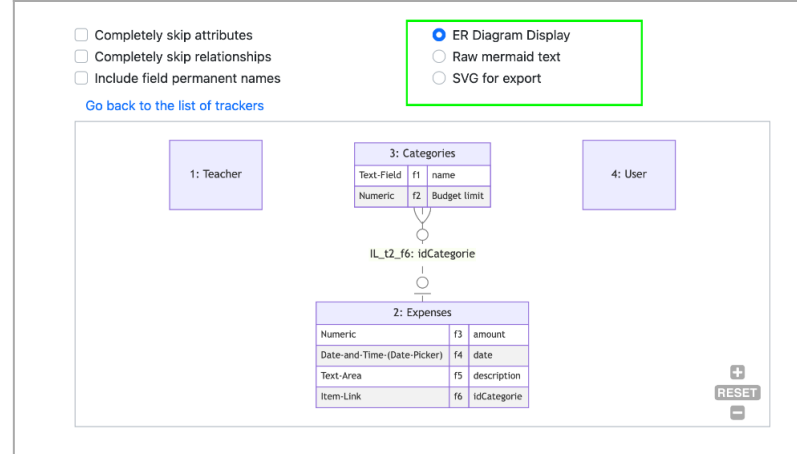 Completely skip attributes
Completely skip relationships
Include field permanent names
ER Diagram Display
Raw mermaid text
SVG for export
Go back to the list of trackers
1: Teacher
3: Categories
Text-Field f1 name
Numeric f2 Budget limit
4: User
IL_t2_f6: idCategorie
2: Expenses
Numeric f3 amount
Date-and-Time-(Date-Picker) f4 date
Text-Area f5 description
Item-Link f6 idCategorie
RESET